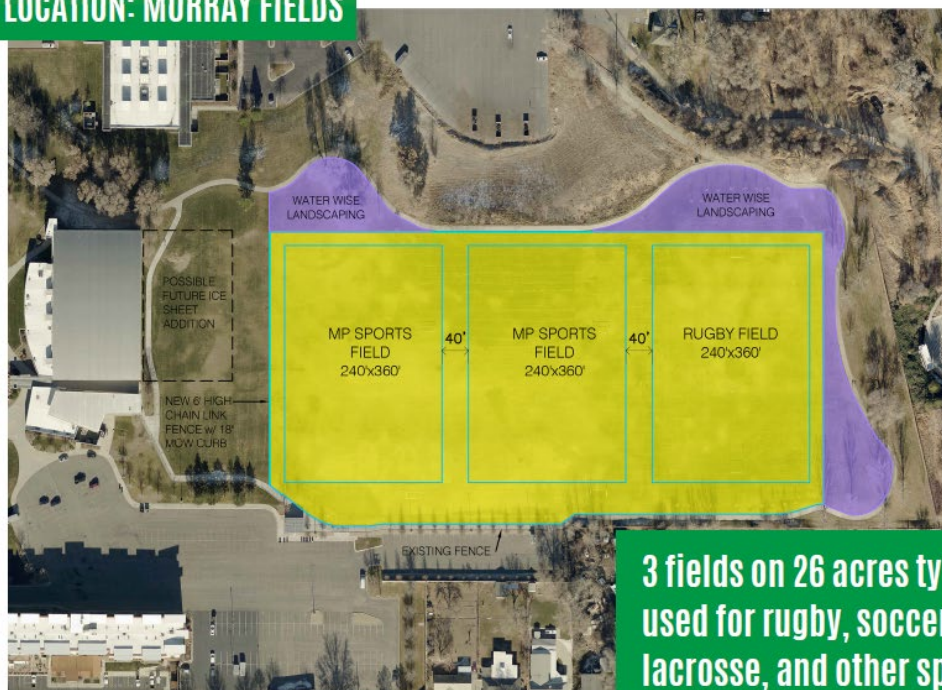 LOCATION: MURRAY FIELDS
WATER WISE
LANDSCAPING
WATER WISE
LANDSCAPING
POSSIBLE
FUTURE ICE
SHEET
ADDITION
MP SPORTS
FIELD
240'x360'
40'
MP SPORTS
FIELD
240'x360'
40'
RUGBY FIELD
240'x360'
NEW 6' HIGH
CHAIN LINK
FENCE w/ 18"
MOW CURB
EXISTING FENCE
3 fields on 26 acres ty
used for rugby, soccer
lacrosse, and other sp